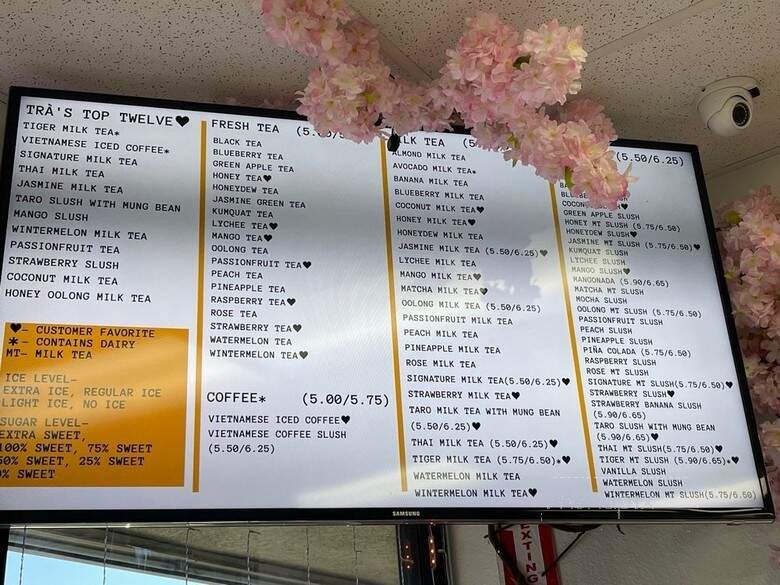 TRÀ'S TOP TWELVE♥
TIGER MILK TEA*
VIETNAMESE ICED COFFEE*
SIGNATURE MILK TEA
THAI MILK TEA
JASMINE MILK TEA
TARO SLUSH WITH MUNG BEAN
MANGO SLUSH
WINTERMELON MILK TEA
PASSIONFRUIT TEA
STRAWBERRY SLUSH
COCONUT MILK TEA
HONEY OOLONG MILK TEA
♥- CUSTOMER FAVORITE
*- CONTAINS DAIRY
MT- MILK TEA
ICE LEVEL-
EXTRA ICE, REGULAR ICE
LIGHT ICE, NO ICE
SUGAR LEVEL-
EXTRA SWEET,
100% SWEET, 75% SWEET
50% SWEET, 25% SWEET
0% SWEET
FRESH TEA
BLACK TEA
BLUEBERRY TEA
GREEN APPLE TEA
HONEY TEA♥
HONEYDEW TEA
JASMINE GREEN TEA
KUMQUAT TEA
LYCHEE TEA♥
MANGO TEA♥
OOLONG TEA
PASSIONFRUIT TEA♥
PEACH TEA
PINEAPPLE TEA
RASPBERRY TEA♥
ROSE TEA
STRAWBERRY TEA♥
WATERMELON TEA
WINTERMELON TEA♥
COFFEE* (5.00/5.75)
VIETNAMESE ICED COFFEE♥
VIETNAMESE COFFEE SLUSH
(5.50/6.25)
TEA
ALMOND MILK TEA
AVOCADO MILK TEA*
BANANA MILK TEA
BLUEBERRY MILK TEA
COCONUT MILK TEA♥
HONEY MILK TEA♥
HONEYDEW MILK TEA
JASMINE MILK TEA (5.50/6.25)♥
LYCHEE MILK TEA
MANGO MILK TEA♥
MATCHA MILK TEA♥
OOLONG MILK TEA (5.50/6.25)
PASSIONFRUIT MILK TEA
PEACH MILK TEA
PINEAPPLE MILK TEA
ROSE MILK TEA
SIGNATURE MILK TEA(5.50/6.25)♥
STRAWBERRY MILK TEA♥
TARO MILK TEA WITH MUNG BEAN
(5.50/6.25)♥
THAI MILK TEA (5.50/6.25)♥
TIGER MILK TEA (5.75/6.50)*♥
WATERMELON MILK TEA
WINTERMELON MILK TEA♥
(5.50/6.25)
SLUSH
GREEN APPLE SLUSH
HONEY MT SLUSH (5.75/6.50)
HONEYDEW SLUSH♥
JASMINE MT SLUSH (5.75/6.50)♥
KUMQUAT SLUSH
LYCHEE SLUSH
MANGO SLUSH♥
MANGONADA (5.90/6.65)
MATCHA MT SLUSH
MOCHA SLUSH
OOLONG MT SLUSH (5.75/6.50)
PASSIONFRUIT SLUSH
PEACH SLUSH
PINEAPPLE SLUSH
PIÑA COLADA (5.75/6.50)
RASPBERRY SLUSH
ROSE MT SLUSH
SIGNATURE MT SLUSH(5.75/6.50)♥
STRAWBERRY SLUSH♥
STRAWBERRY BANANA SLUSH
(5.90/6.65)
TARO SLUSH WITH MUNG BEAN
(5.90/6.65)♥
THAI MT SLUSH(5.75/6.50)♥
TIGER MT SLUSH (5.90/6.65)*♥
VANILLA SLUSH
WATERMELON SLUSH
WINTERMELON MT SLUSH(5.75/6.50)
SAMSUNG
EXTING